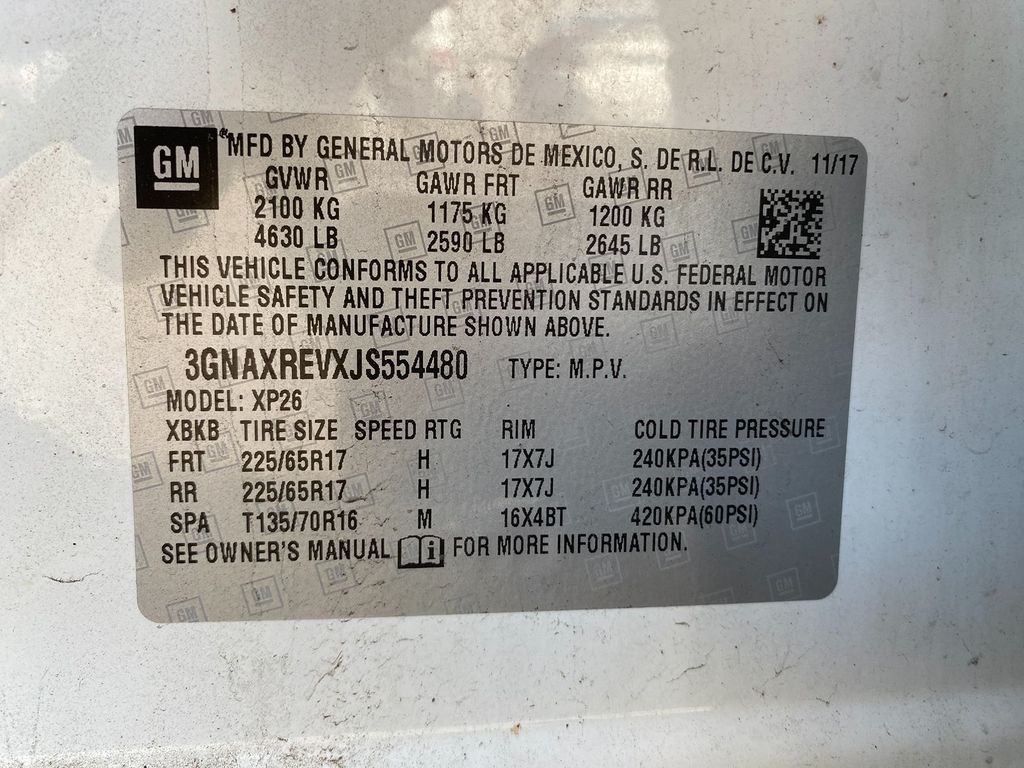 GM
*MFD BY GENERAL MOTORS DE MEXICO, S. DE R.L. DE C.V. 11/17
GVWR GAWR FRT GAWR RR
2100 KG 1175 KG 1200 KG
4630 LB 2590 LB 2645 LB
THIS VEHICLE CONFORMS TO ALL APPLICABLE U.S. FEDERAL MOTOR
VEHICLE SAFETY AND THEFT PREVENTION STANDARDS IN EFFECT ON
THE DATE OF MANUFACTURE SHOWN ABOVE.
3GNAXREVXJS554480 TYPE: M.P.V.
MODEL: XP26
XBKB TIRE SIZE SPEED RTG RIM COLD TIRE PRESSURE
FRT 225/65R17 H 17X7J 240KPA(35PSI)
RR 225/65R17 H 17X7J 240KPA(35PSI)
SPA T135/70R16 M 16X4BT 420KPA(60PSI)
SEE OWNER'S MANUAL i FOR MORE INFORMATION.